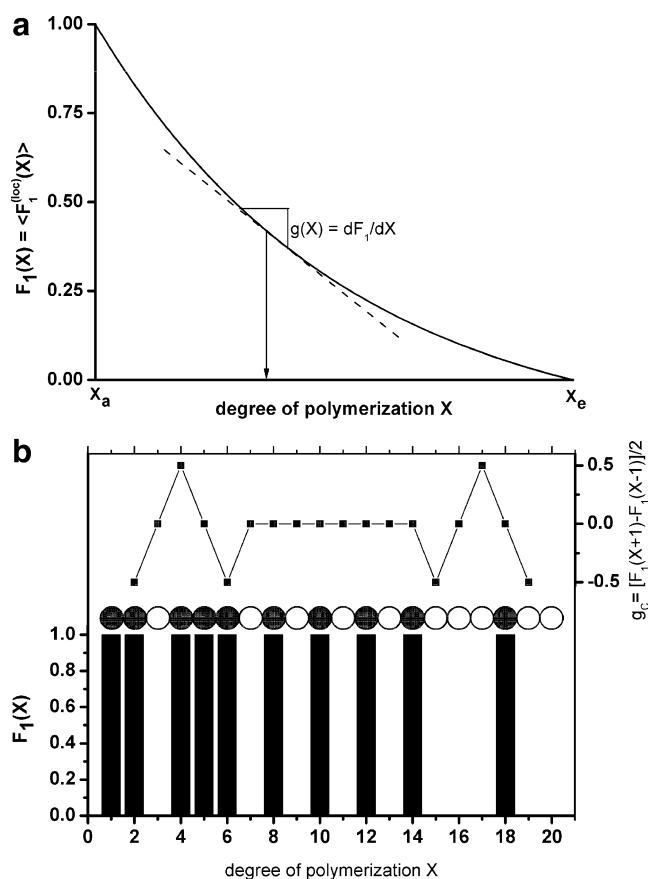 a
1.00
0.75
0.50
0.25
0.00
F₁(X) = <F₁^(loc)(X)>
g(X) = dF₁/dX
Xₐ
degree of polymerization X
Xₑ
b
0.5
0.0
-0.5
g_C = [F₁(X+1)-F₁(X-1)]/2
1.0
0.8
0.6
0.4
0.2
0.0
F₁(X)
0 2 4 6 8 10 12 14 16 18 20
degree of polymerization X